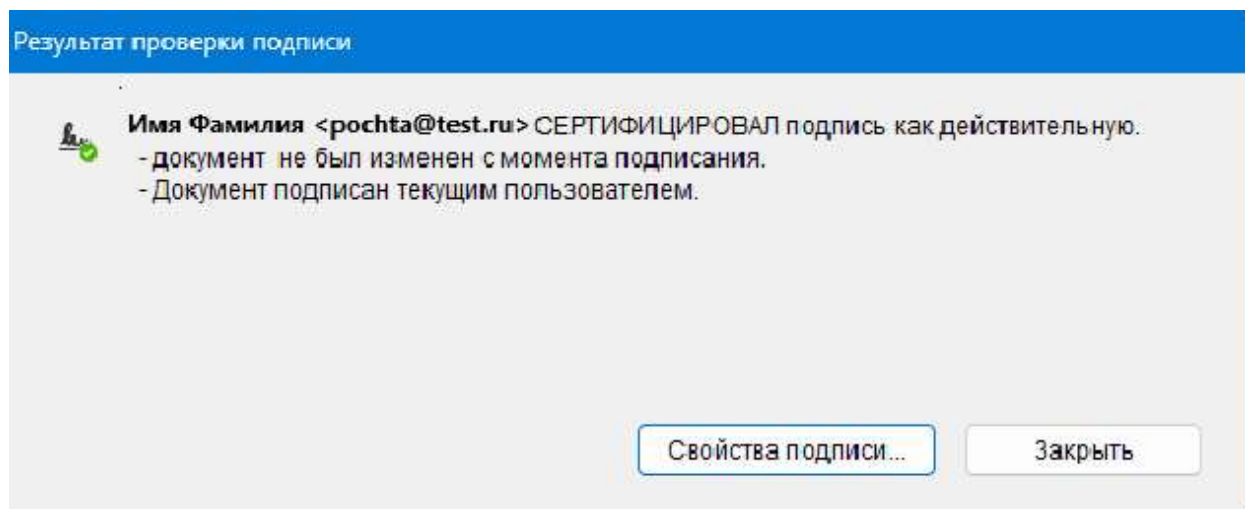 Результат проверки подписи
Имя Фамилия <pochta@test.ru> СЕРТИФИЦИРОВАЛ подпись как действительную.
- документ не был изменен с момента подписания.
- Документ подписан текущим пользователем.
Свойства подписи...
Закрыть